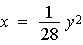 x = 1/28 y²